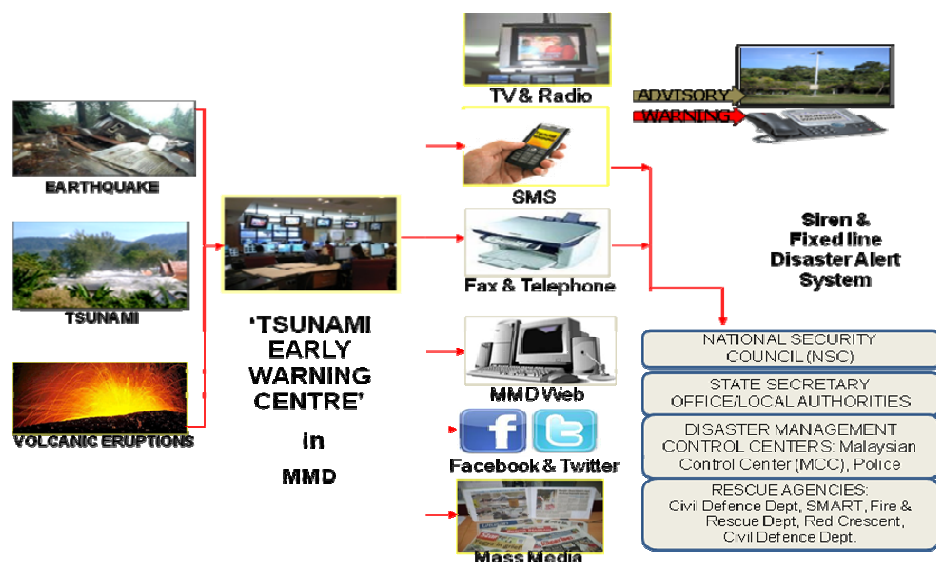 EARTHQUAKE
TSUNAMI
VOLCANIC ERUPTIONS
'TSUNAMI
EARLY
WARNING
CENTRE'
in
MMD
TV & Radio
SMS
Fax & Telephone
MMD Web
Facebook & Twitter
Mass Media
ADVISORY
WARNING
Siren &
Fixed line
Disaster Alert
System
NATIONAL SECURITY
COUNCIL (NSC)
STATE SECRETARY
OFFICE/LOCAL AUTHORITIES
DISASTER MANAGEMENT
CONTROL CENTERS: Malaysian
Control Center (MCC), Police
RESCUE AGENCIES:
Civil Defence Dept, SMART, Fire &
Rescue Dept, Red Crescent,
Civil Defence Dept.